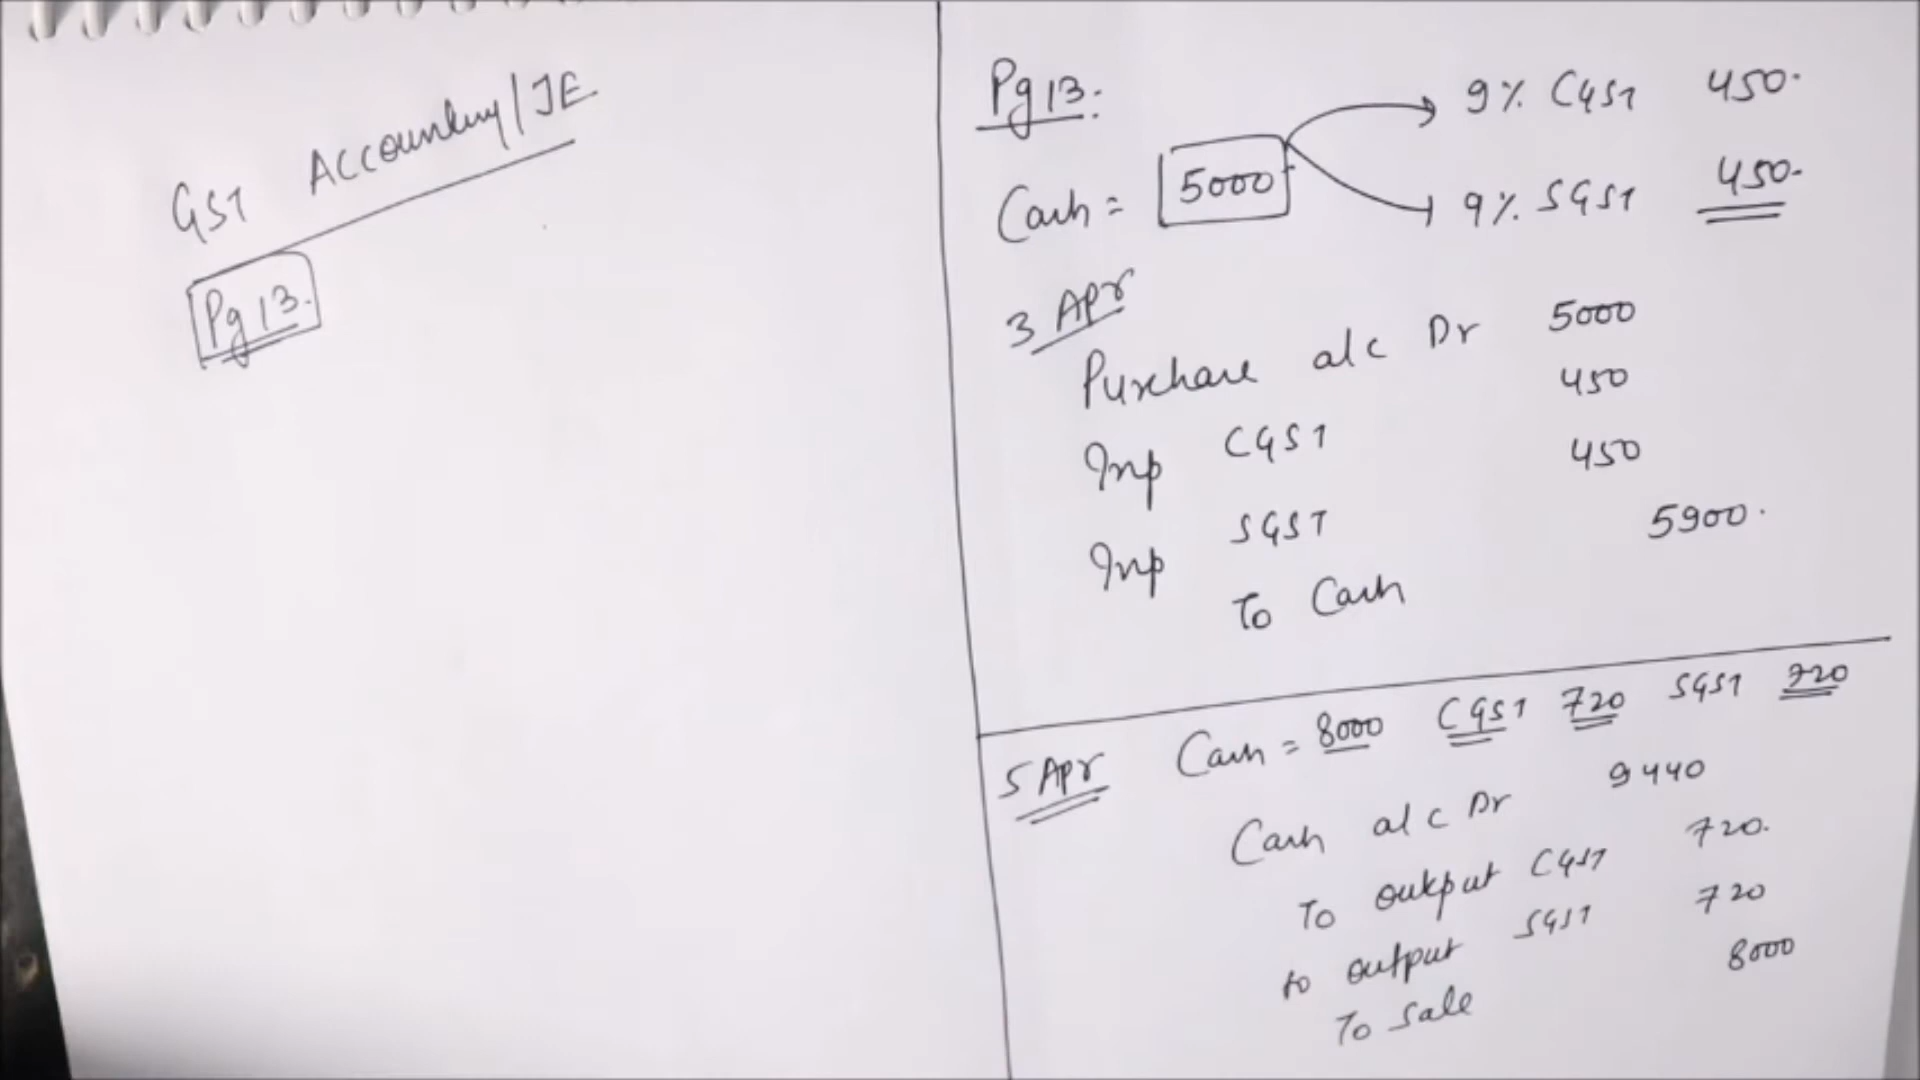 GST Accounting/JE
Pg 13.
Pg 13.
9% CGST 450.
Cash = 5000
9% SGST 450.
3 Apr
Purchase a/c Dr 5000
Inp CGST 450
Inp SGST 450
To Cash 5900.
5 Apr Cash = 8000 CGST 720 SGST 720
Cash a/c Dr 9440
To output CGST 720.
to output SGST 720
To sale 8000